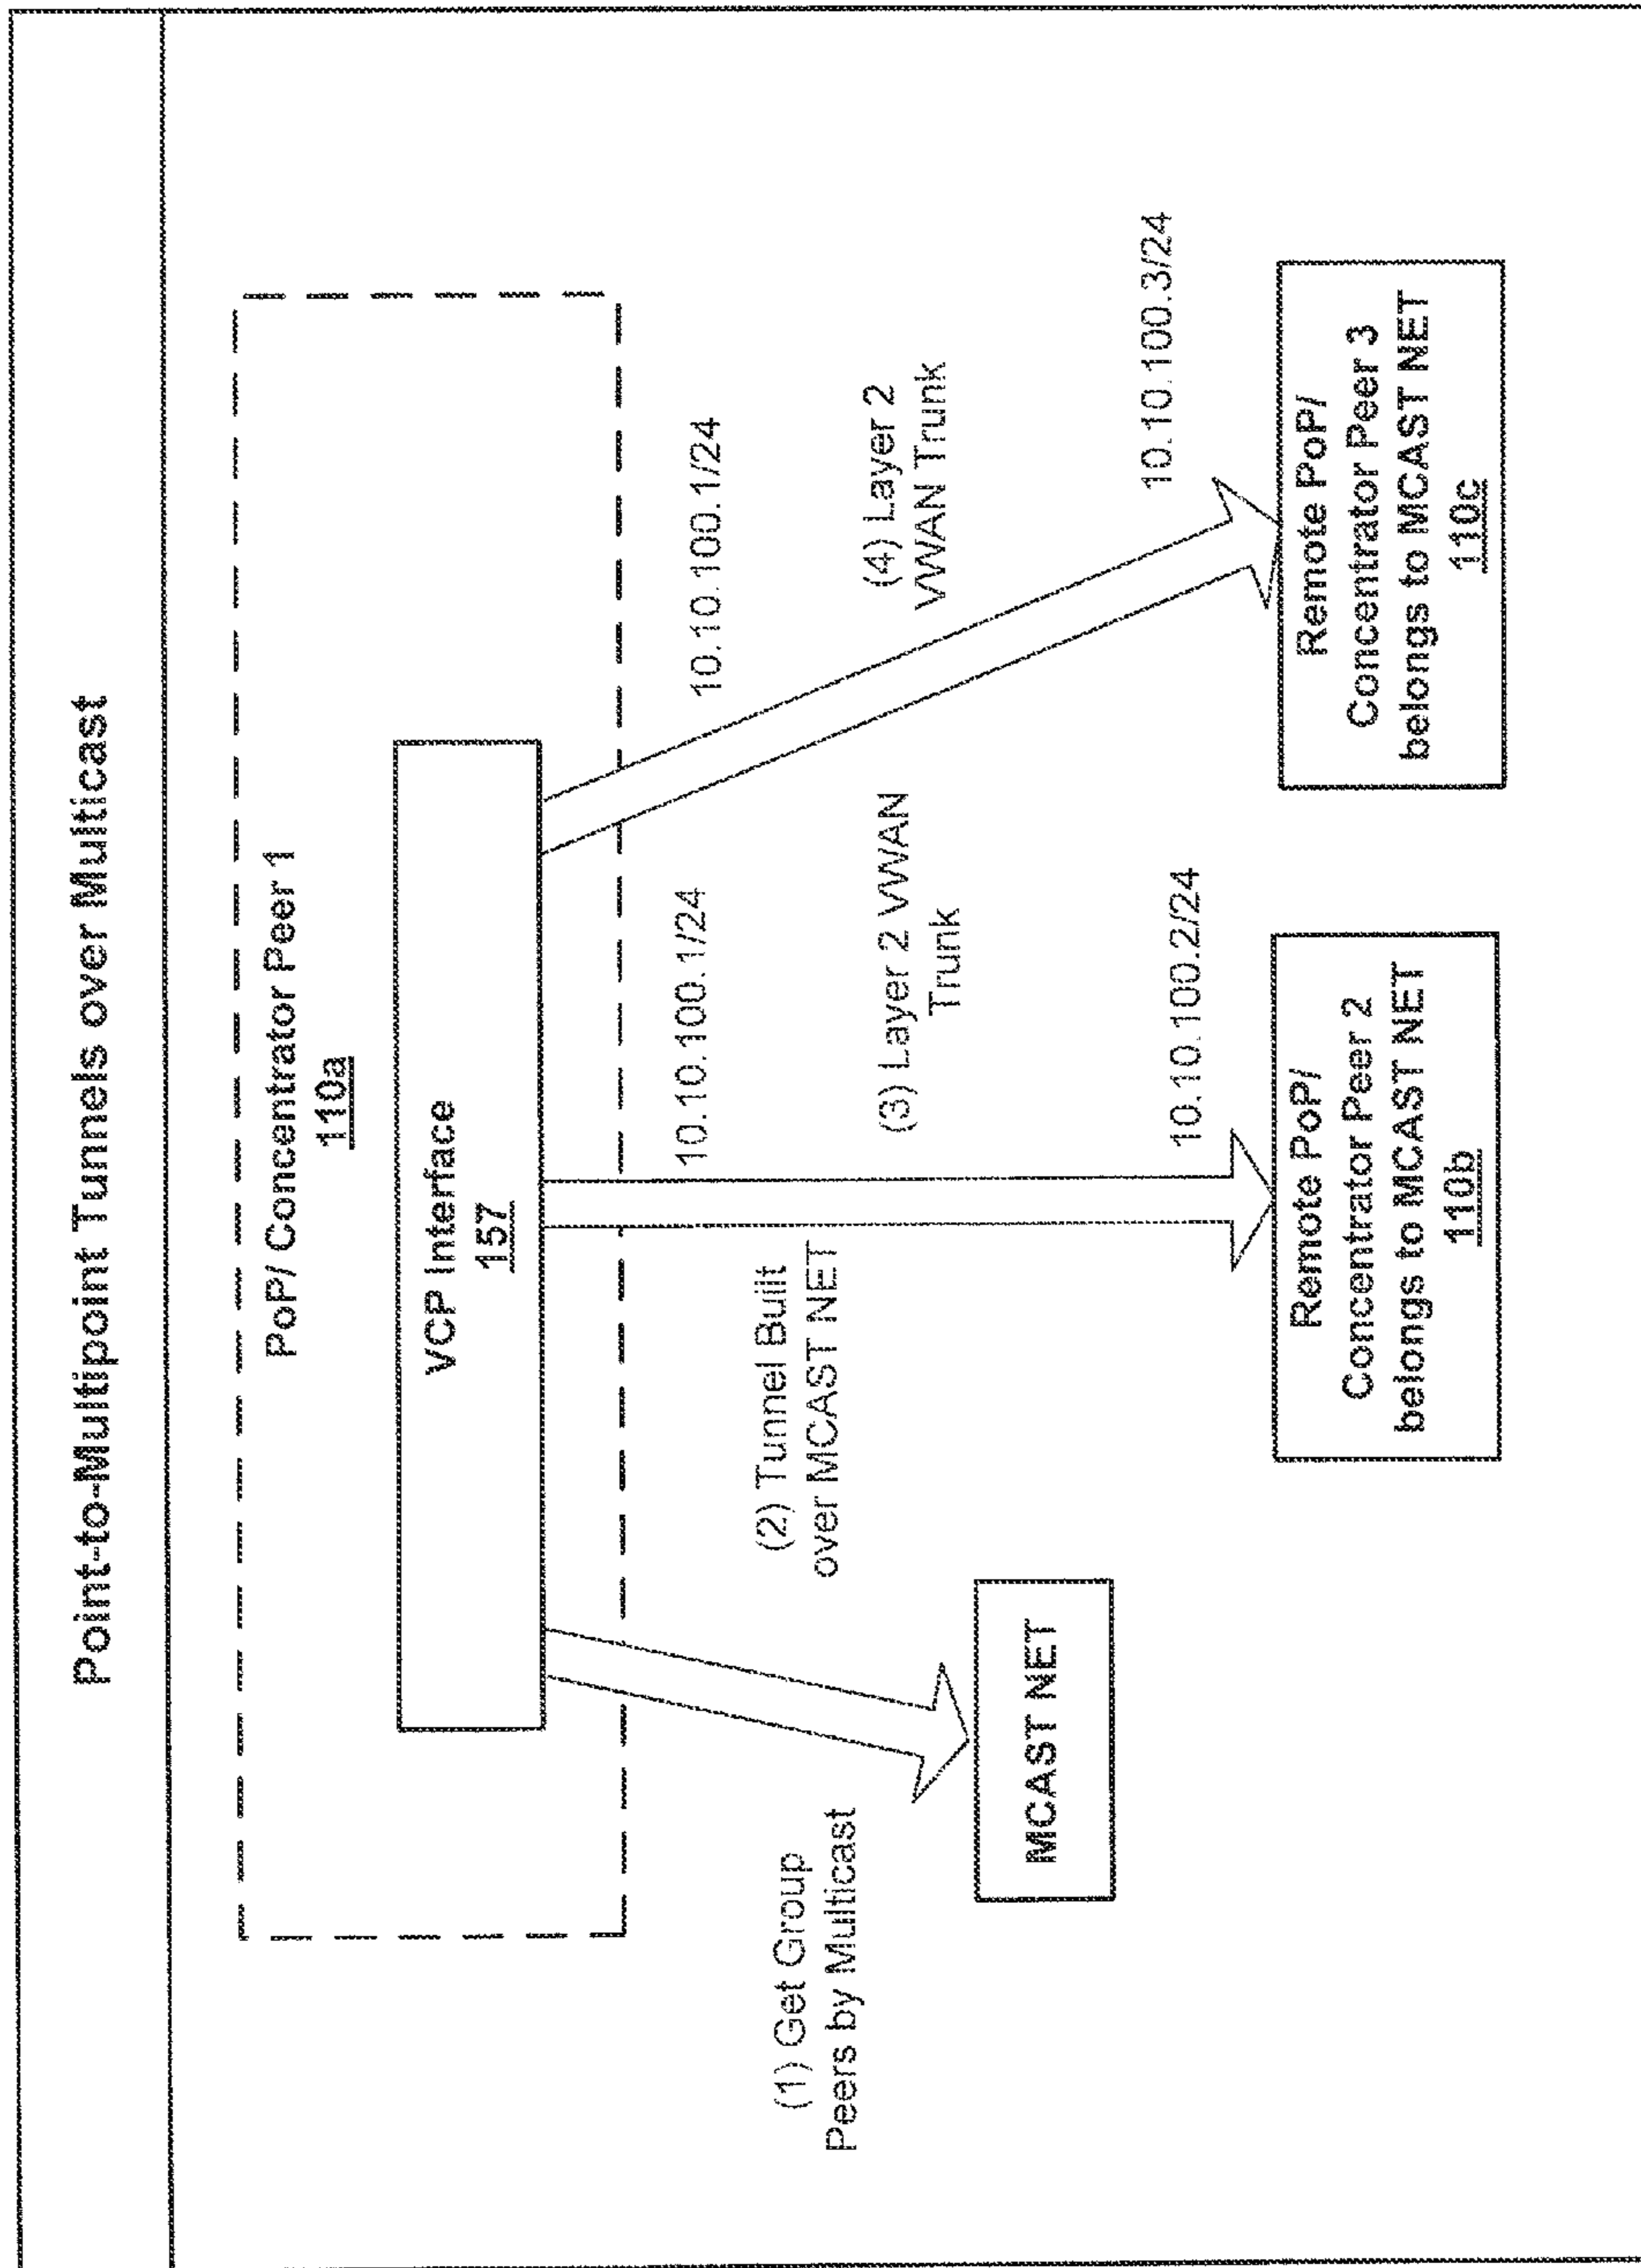 Point-to-Multipoint Tunnels over Multicast
PoP/ Concentrator Peer 1
110a
VCP Interface
157
(1) Get Group
Peers by Multicast
MCAST NET
(2) Tunnel Built
over MCAST NET
10.10.100.1/24
(3) Layer 2 VWAN
Trunk
10.10.100.2/24
Remote PoP/
Concentrator Peer 2
belongs to MCAST NET
110b
10.10.100.1/24
(4) Layer 2
VWAN Trunk
10.10.100.3/24
Remote PoP/
Concentrator Peer 3
belongs to MCAST NET
110c